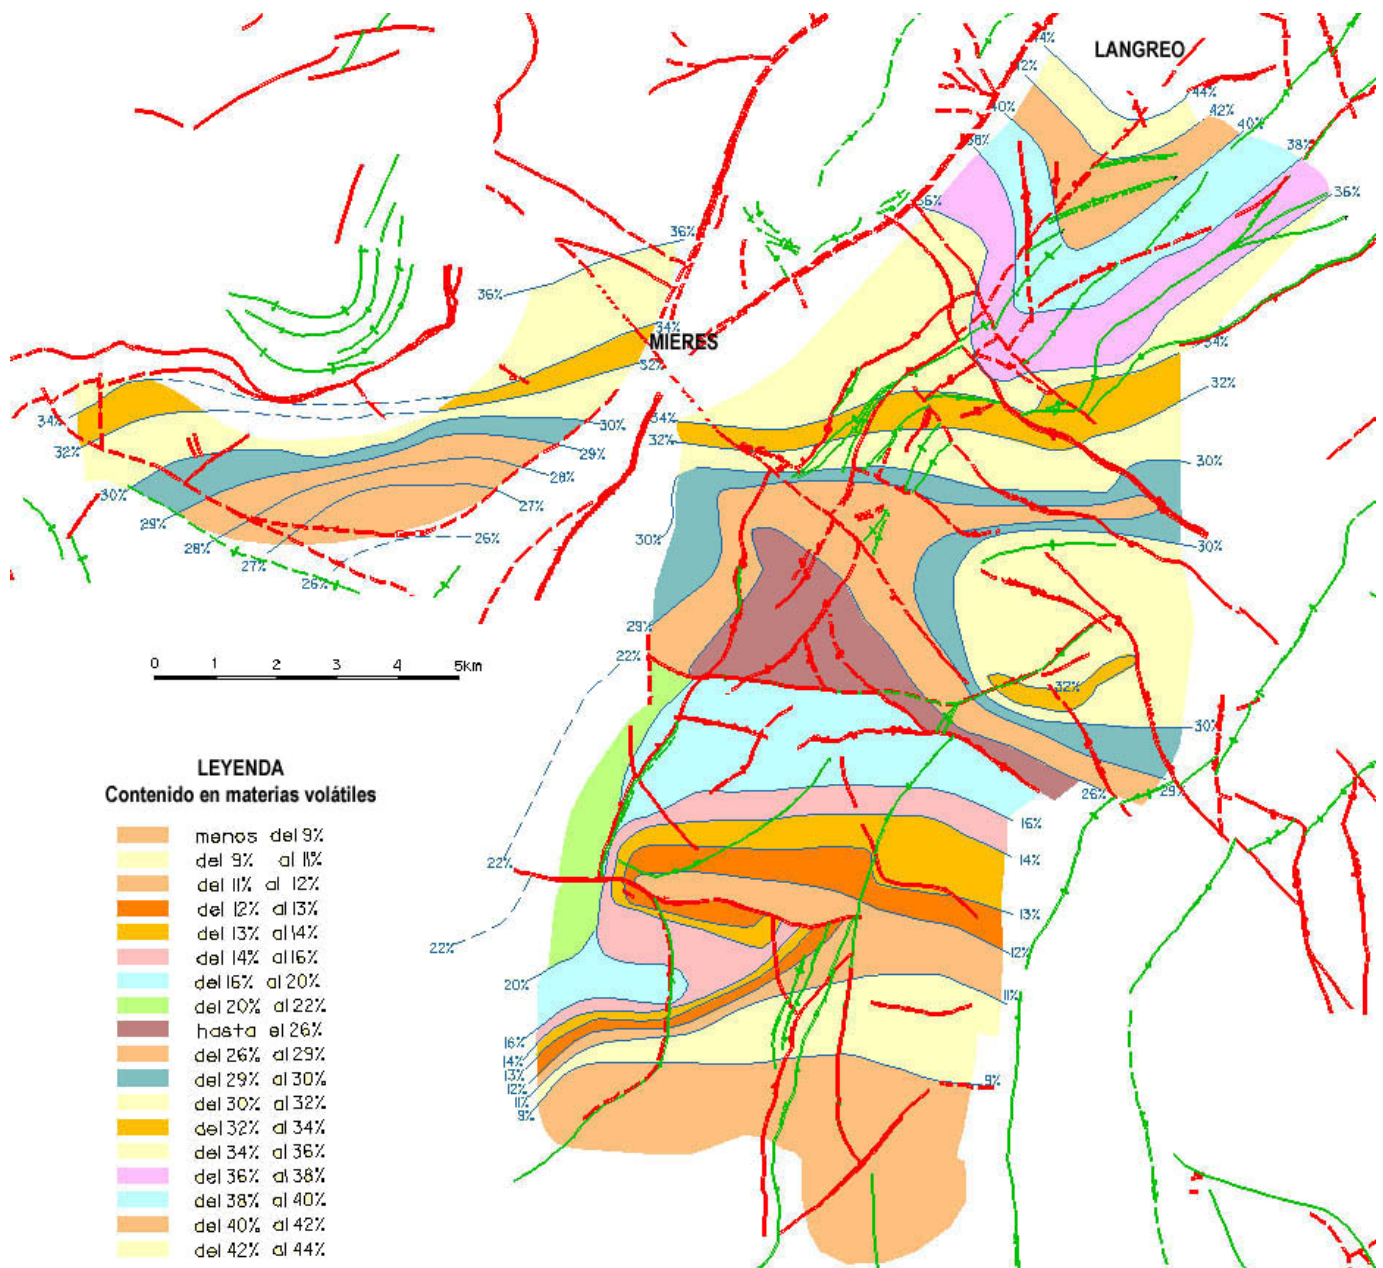 LANGREO
44%
42%
40%
38%
36%
44%
42%
40%
38%
36%
36%
36%
34%
MIERES
32%
34%
32%
34%
32%
34%
32%
30%
29%
28%
27%
26%
30%
29%
28%
27%
26%
30%
30%
30%
29%
22%
32%
30%
26%
29%
0 1 2 3 4 5km
16%
14%
13%
12%
11%
9%
22%
22%
20%
16%
14%
13%
12%
11%
9%
LEYENDA
Contenido en materias volátiles
menos del 9%
del 9% al 11%
del 11% al 12%
del 12% al 13%
del 13% al 14%
del 14% al 16%
del 16% al 20%
del 20% al 22%
hasta el 26%
del 26% al 29%
del 29% al 30%
del 30% al 32%
del 32% al 34%
del 34% al 36%
del 36% al 38%
del 38% al 40%
del 40% al 42%
del 42% al 44%